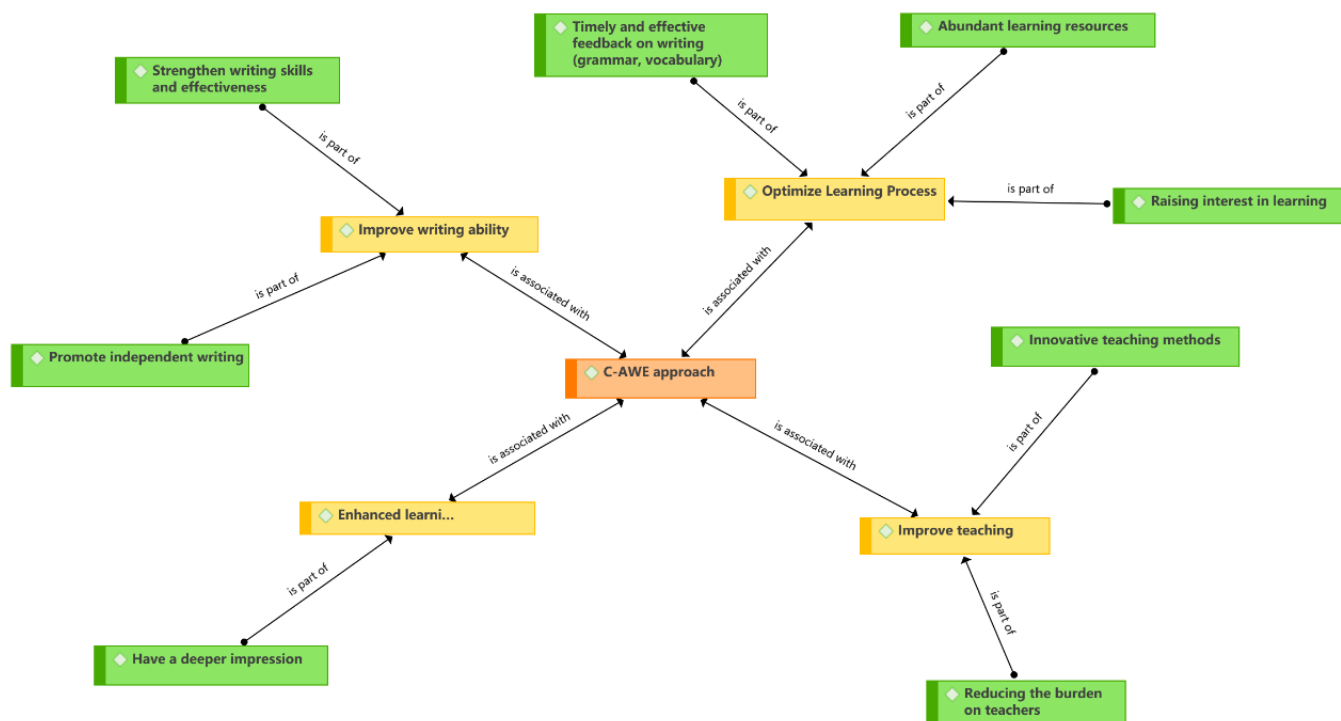 Timely and effective
feedback on writing
(grammar, vocabulary)
Abundant learning resources
Strengthen writing skills
and effectiveness
is part of
is part of
is part of
Optimize Learning Process
is part of
Raising interest in learning
Improve writing ability
is part of
is associated with
is associated with
Promote independent writing
Innovative teaching methods
C-AWE approach
is associated with
is associated with
is part of
Enhanced learni...
Improve teaching
is part of
is part of
Have a deeper impression
Reducing the burden
on teachers